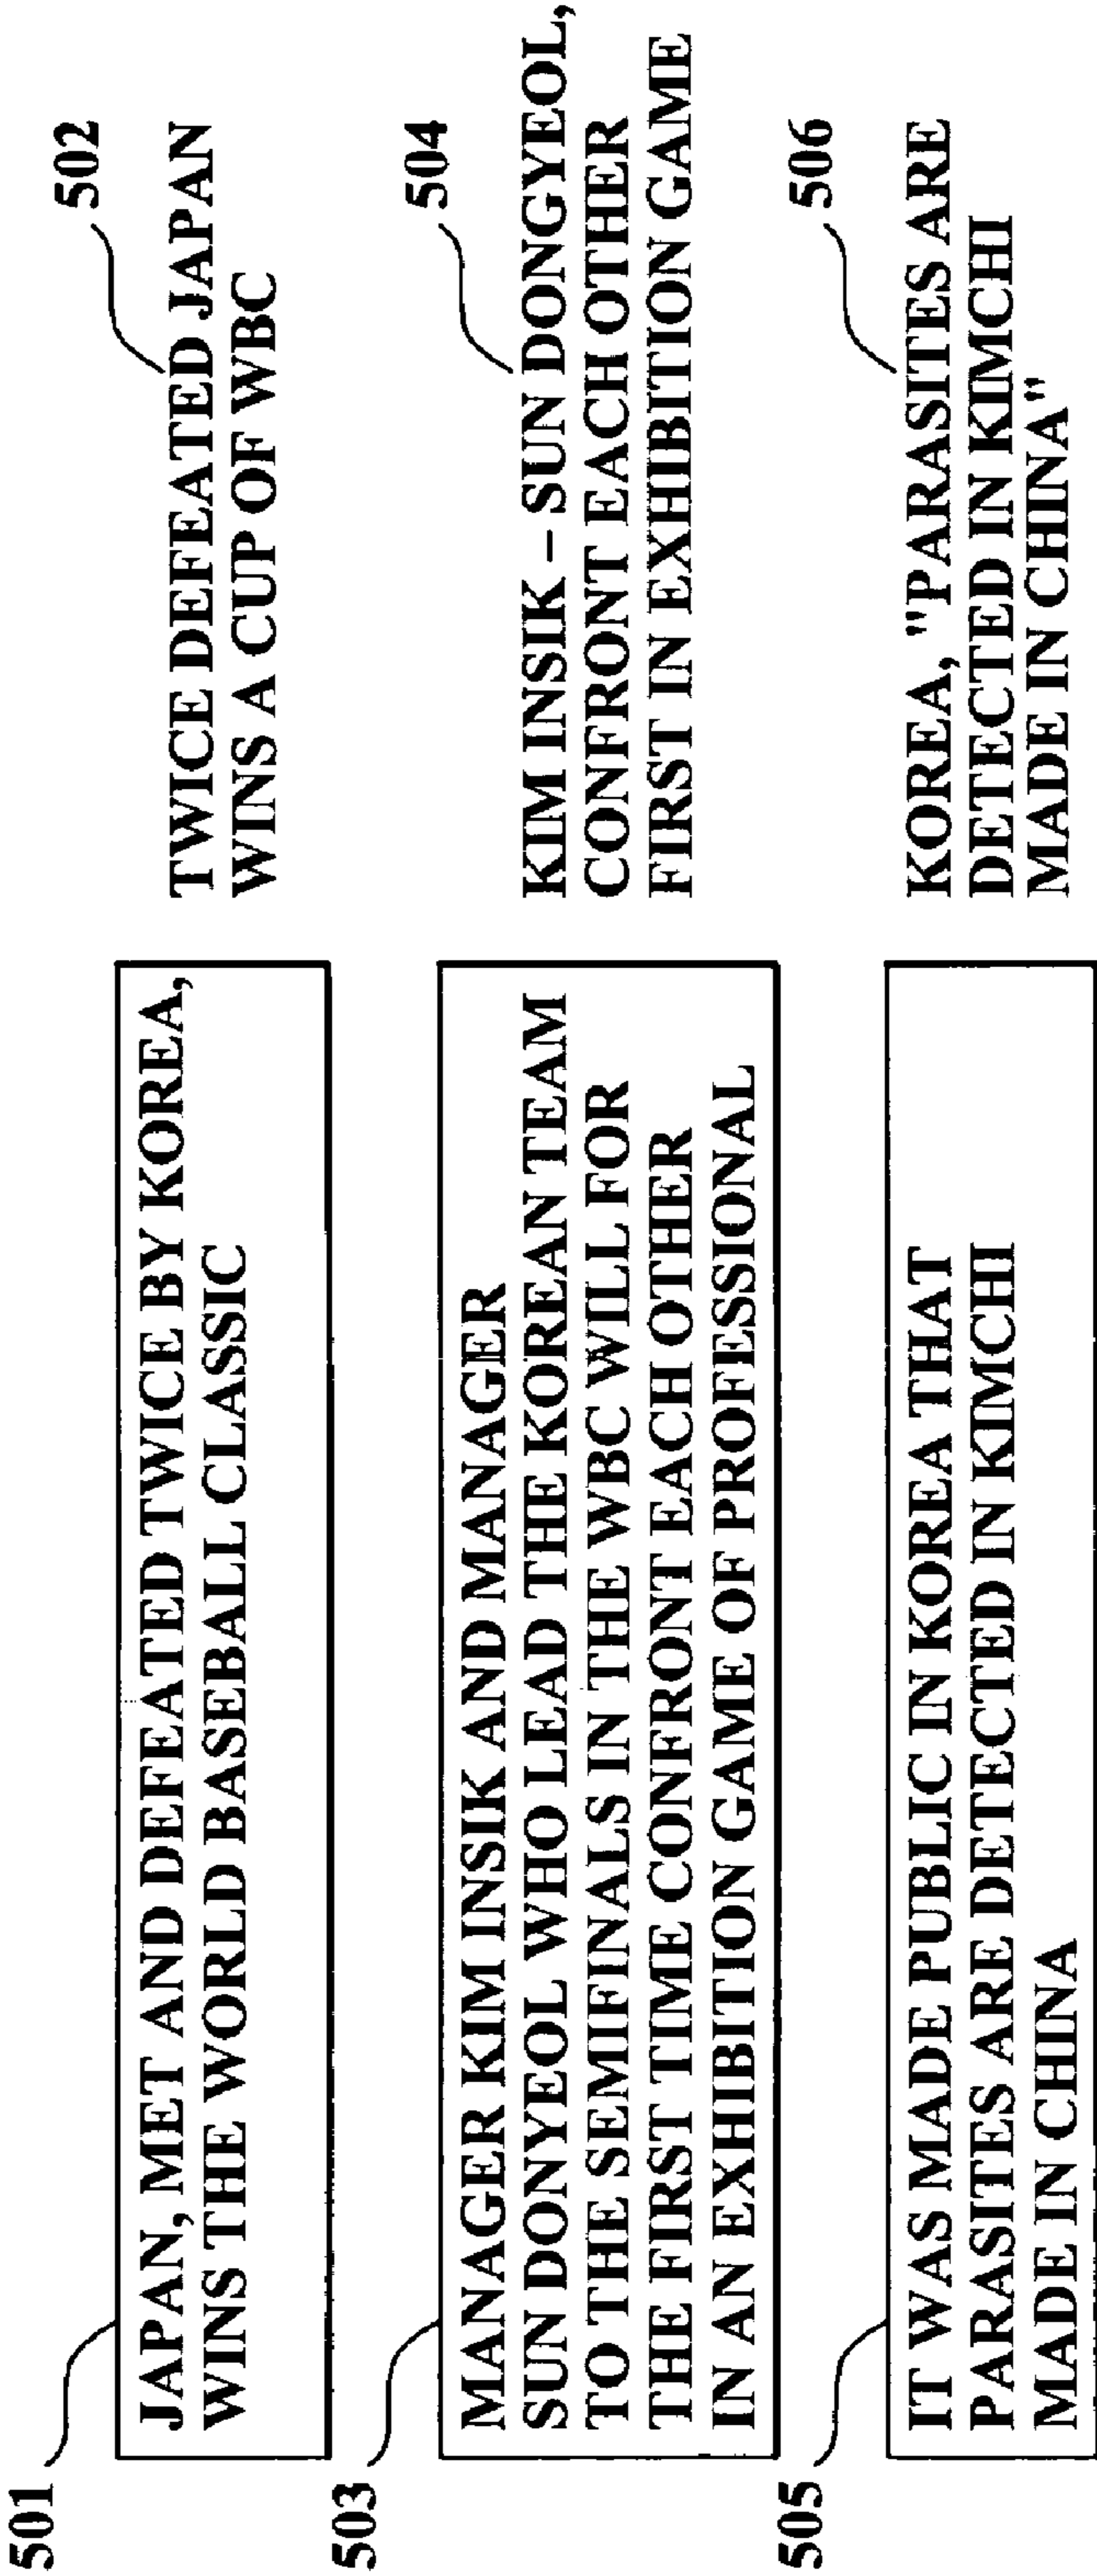 501
JAPAN, MET AND DEFEATED TWICE BY KOREA,
WINS THE WORLD BASEBALL CLASSIC
502
TWICE DEFEATED JAPAN
WINS A CUP OF WBC
503
MANAGER KIM INSIK AND MANAGER
SUN DONYEOL WHO LEAD THE KOREAN TEAM
TO THE SEMIFINALS IN THE WBC WILL FOR
THE FIRST TIME CONFRONT EACH OTHER
IN AN EXHIBITION GAME OF PROFESSIONAL
504
KIM INSIK – SUN DONGYEOL,
CONFRONT EACH OTHER
FIRST IN EXHIBITION GAME
505
IT WAS MADE PUBLIC IN KOREA THAT
PARASITES ARE DETECTED IN KIMCHI
MADE IN CHINA
506
KOREA, "PARASITES ARE
DETECTED IN KIMCHI
MADE IN CHINA"